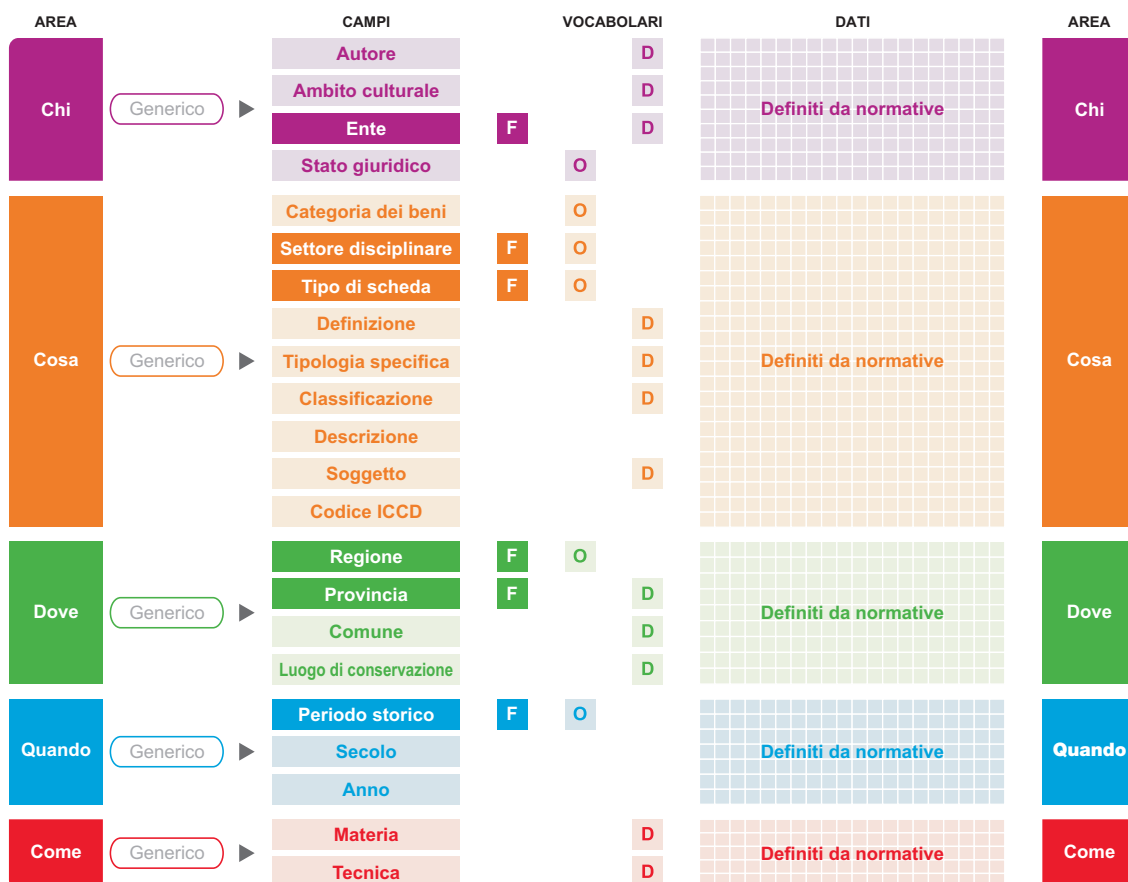 AREA CAMPI VOCABOLARI DATI AREA
Autore D
Ambito culturale D
Chi Generico Definiti da normative Chi
Ente F D
Stato giuridico O
Categoria dei beni O
Settore disciplinare F O
Tipo di scheda F O
Definizione D
Cosa Generico Tipologia specifica D Definiti da normative Cosa
Classificazione D
Descrizione
Soggetto D
Codice ICCD
Regione F O
Provincia F D
Dove Generico Definiti da normative Dove
Comune D
Luogo di conservazione D
Periodo storico F O
Quando Generico Secolo Definiti da normative Quando
Anno
Materia D
Come Generico Definiti da normative Come
Tecnica D